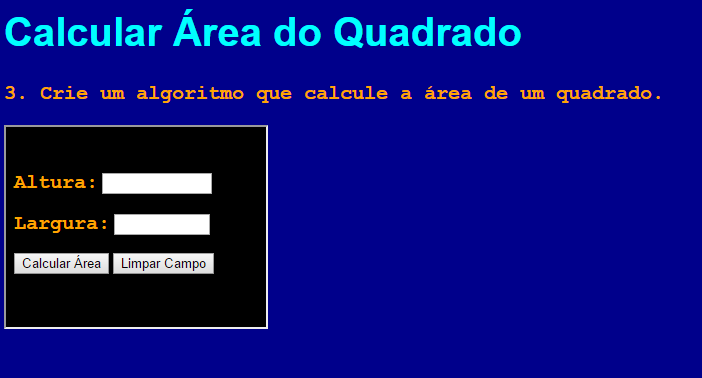 Calcular Área do Quadrado
3. Crie um algoritmo que calcule a área de um quadrado.
Altura:
Largura:
Calcular Área Limpar Campo